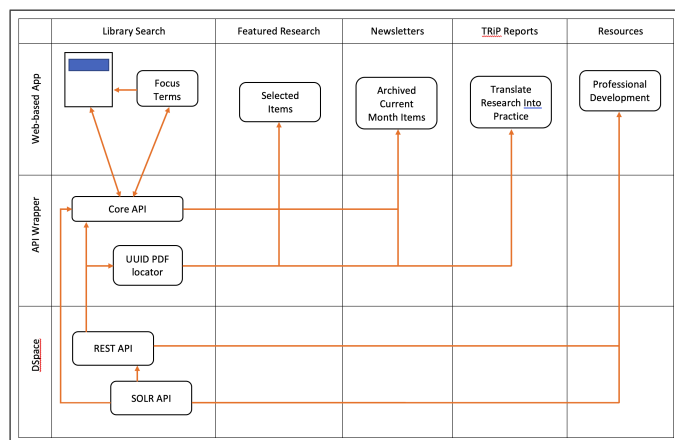 Library Search
Featured Research
Newsletters
TRiP Reports
Resources
Web-based App
Focus
Terms
Selected
Items
Archived
Current
Month Items
Translate
Research Into
Practice
Professional
Development
API Wrapper
Core API
UUID PDF
locator
DSpace
REST API
SOLR API